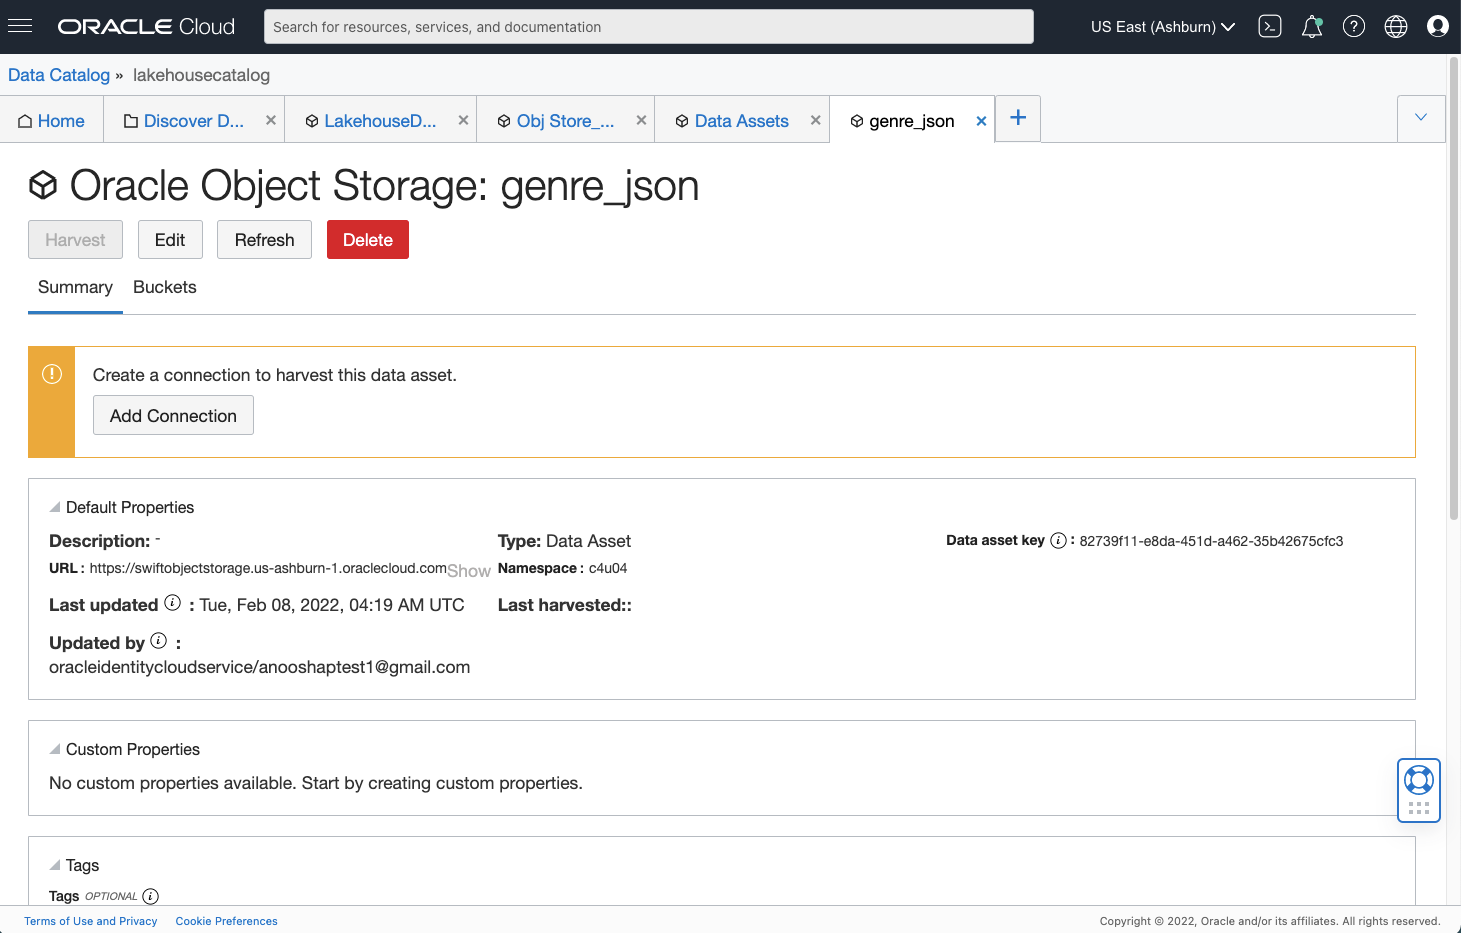 ORACLE Cloud
Search for resources, services, and documentation
US East (Ashburn)
Data Catalog » lakehousecatalog
Home
Discover D...
LakehouseD...
Obj Store_...
Data Assets
genre_json
Oracle Object Storage: genre_json
Harvest Edit Refresh Delete
Summary Buckets
Create a connection to harvest this data asset.
Add Connection
Default Properties
Description: -
Type: Data Asset
Data asset key : 82739f11-e8da-451d-a462-35b42675cfc3
URL : https://swiftobjectstorage.us-ashburn-1.oraclecloud.com Show
Namespace : c4u04
Last updated : Tue, Feb 08, 2022, 04:19 AM UTC
Last harvested::
Updated by :
oracleidentitycloudservice/anooshaptest1@gmail.com
Custom Properties
No custom properties available. Start by creating custom properties.
Tags
Tags OPTIONAL
Terms of Use and Privacy Cookie Preferences
Copyright © 2022, Oracle and/or its affiliates. All rights reserved.